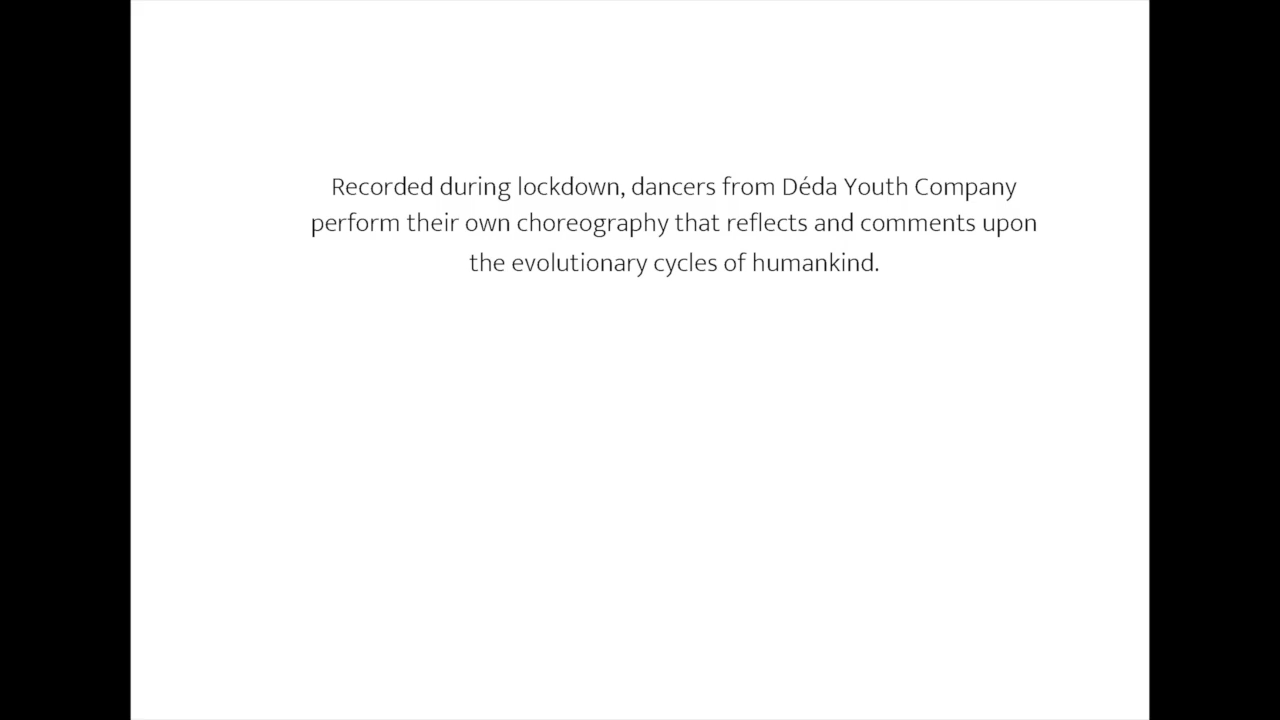 Recorded during lockdown, dancers from Déda Youth Company
perform their own choreography that reflects and comments upon
the evolutionary cycles of humankind.